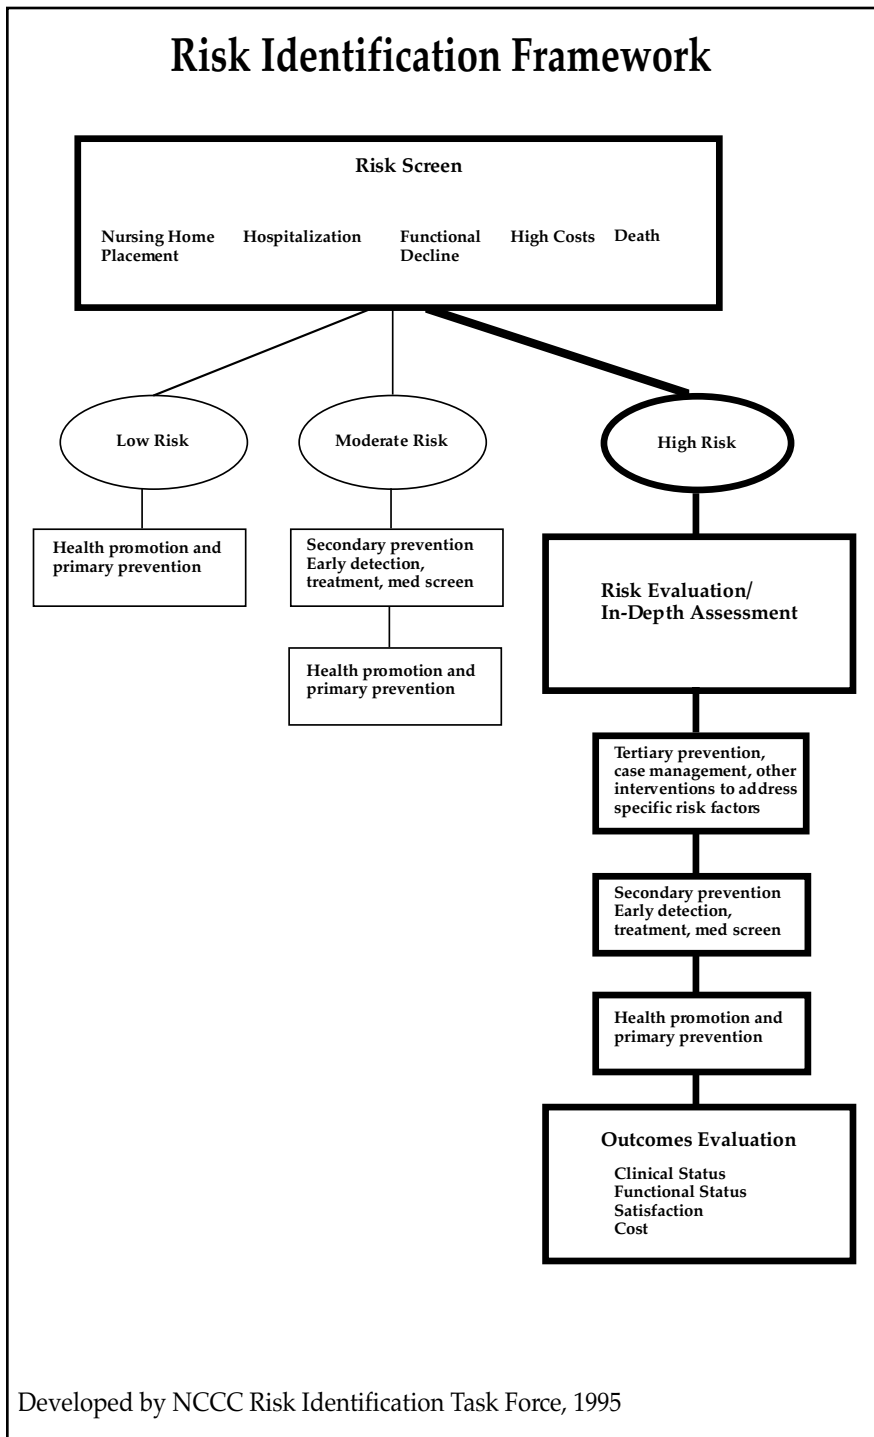 Risk Identification Framework
Risk Screen
Nursing Home
Placement
Hospitalization
Functional
Decline
High Costs
Death
Low Risk
Moderate Risk
High Risk
Health promotion and
primary prevention
Secondary prevention
Early detection,
treatment, med screen
Health promotion and
primary prevention
Risk Evaluation/
In-Depth Assessment
Tertiary prevention,
case management, other
interventions to address
specific risk factors
Secondary prevention
Early detection,
treatment, med screen
Health promotion and
primary prevention
Outcomes Evaluation
Clinical Status
Functional Status
Satisfaction
Cost
Developed by NCCC Risk Identification Task Force, 1995